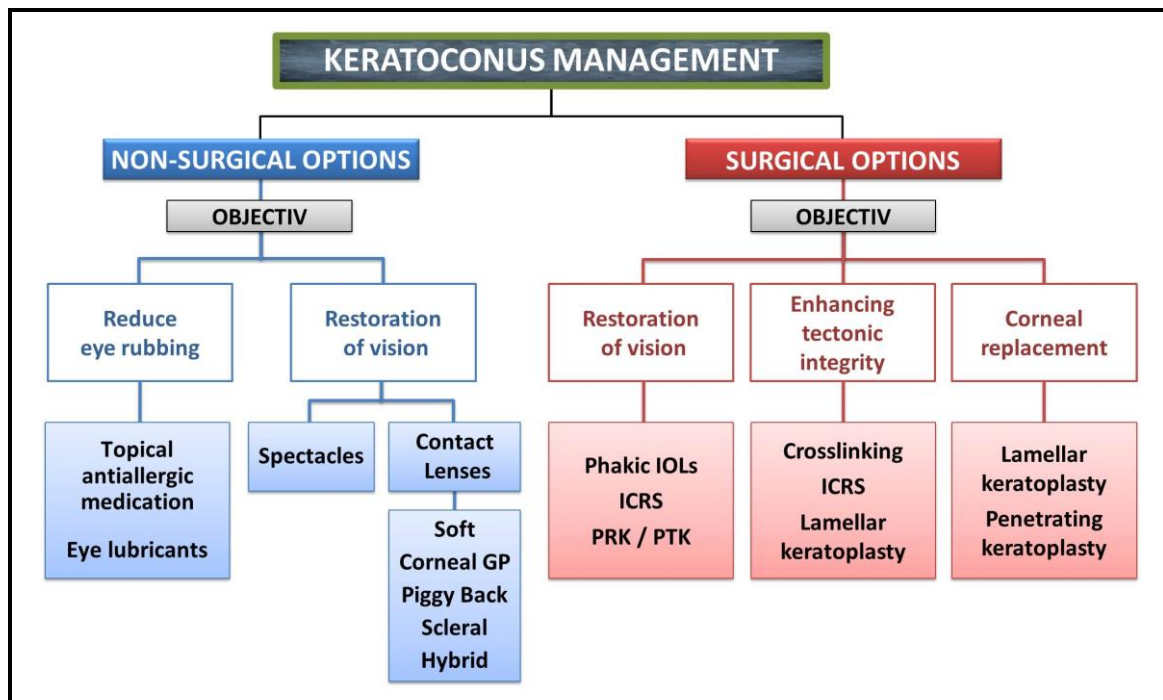 KERATOCONUS MANAGEMENT
NON-SURGICAL OPTIONS
OBJECTIV
Reduce
eye rubbing
Topical
antiallergic
medication
Eye lubricants
Restoration
of vision
Spectacles
Contact
Lenses
Soft
Corneal GP
Piggy Back
Scleral
Hybrid
SURGICAL OPTIONS
OBJECTIV
Restoration
of vision
Phakic IOLs
ICRS
PRK / PTK
Enhancing
tectonic
integrity
Crosslinking
ICRS
Lamellar
keratoplasty
Corneal
replacement
Lamellar
keratoplasty
Penetrating
keratoplasty